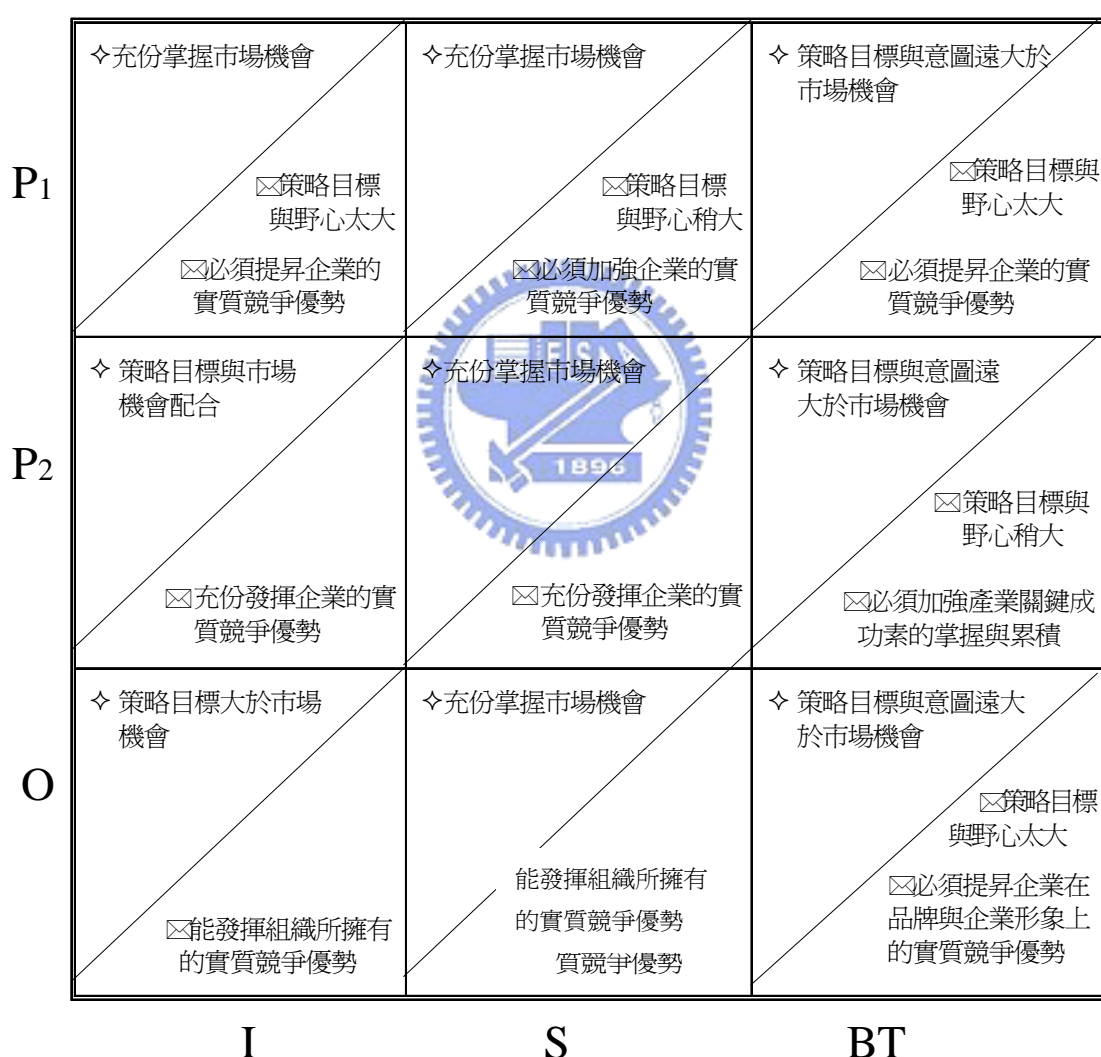 ✧充份掌握市場機會
✉策略目標
與野心太大
✉必須提昇企業的
實質競爭優勢
✧充份掌握市場機會
✉策略目標
與野心稍大
✉必須加強企業的實
質競爭優勢
✧ 策略目標與意圖遠大於
市場機會
✉策略目標與
野心太大
✉必須提昇企業的實
質競爭優勢
P1
✧ 策略目標與市場
機會配合
✉充份發揮企業的實
質競爭優勢
✧充份掌握市場機會
✉充份發揮企業的實
質競爭優勢
✧ 策略目標與意圖遠
大於市場機會
✉策略目標與
野心稍大
✉必須加強產業關鍵成
功素的掌握與累積
P2
✧ 策略目標大於市場
機會
✉能發揮組織所擁有
的實質競爭優勢
✧充份掌握市場機會
能發揮組織所擁有
的實質競爭優勢
質競爭優勢
✧ 策略目標與意圖遠大
於市場機會
✉策略目標
與野心太大
✉必須提昇企業在
品牌與企業形象上
的實質競爭優勢
O
I S BT
ESA
1896